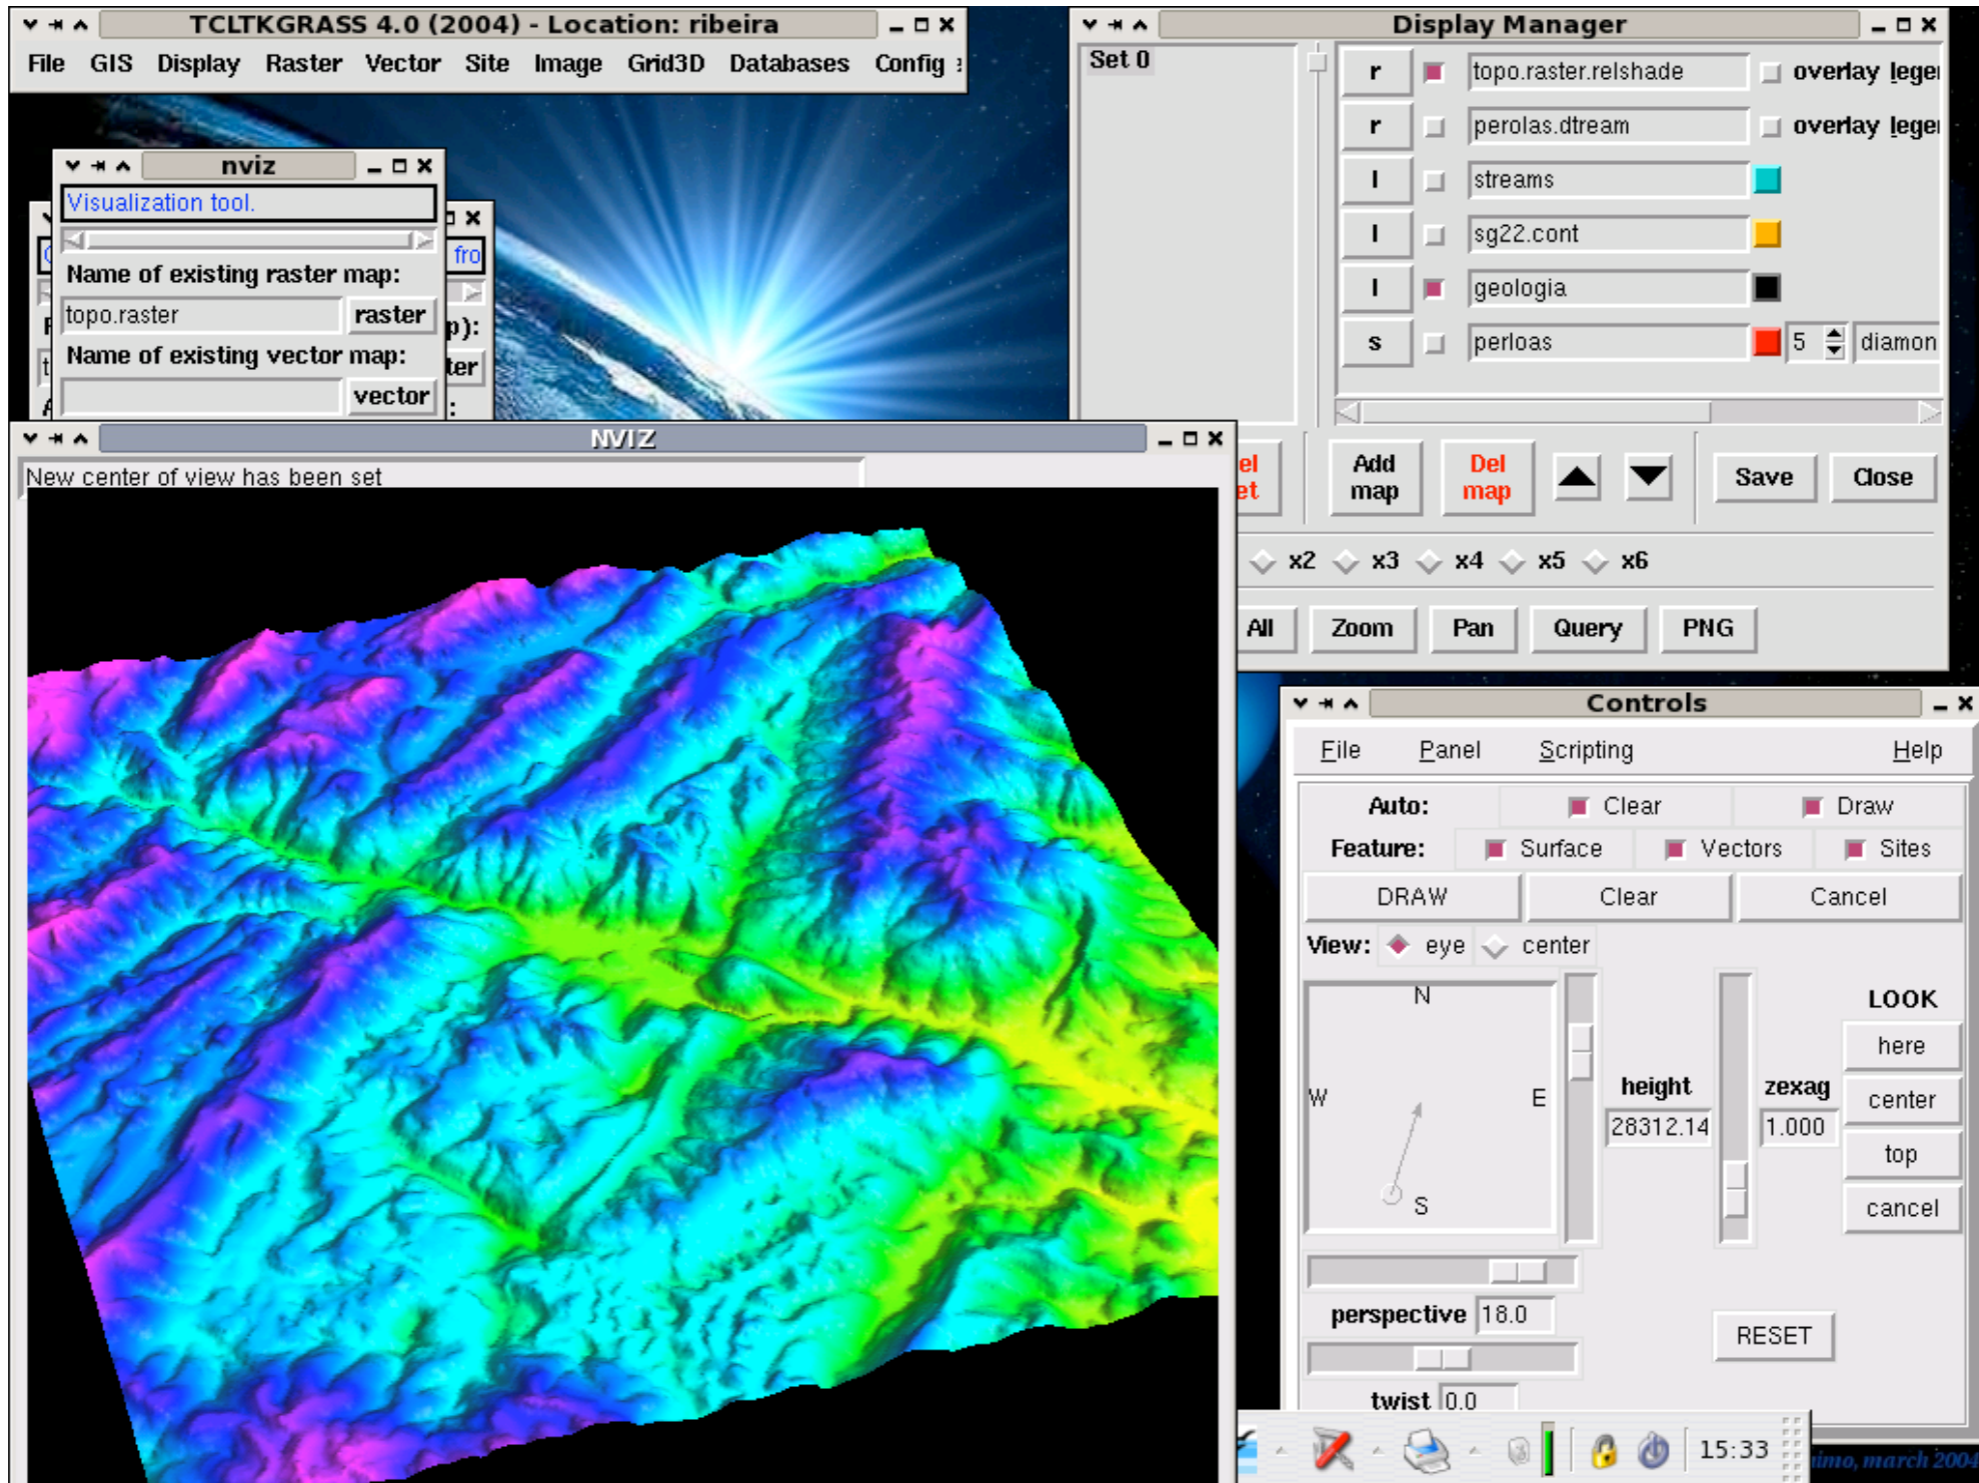 TCLTKGRASS 4.0 (2004) - Location: ribeira
File GIS Display Raster Vector Site Image Grid3D Databases Config
nviz
Visualization tool.
Name of existing raster map:
topo.raster raster
Name of existing vector map:
vector
fro
p):
ter
:
Display Manager
Set 0
r topo.raster.relshade overlay leger
r perolas.dtream overlay leger
l streams
l sg22.cont
l geologia
s perloas 5 diamon
el
et
Add map
Del map
Save
Close
x2 x3 x4 x5 x6
All Zoom Pan Query PNG
NVIZ
New center of view has been set
Controls
File Panel Scripting Help
Auto: Clear Draw
Feature: Surface Vectors Sites
DRAW Clear Cancel
View: eye center
N
W
E
S
height
28312.14
zexag
1.000
LOOK
here
center
top
cancel
perspective 18.0
RESET
twist 0.0
15:33
imo, march 2004